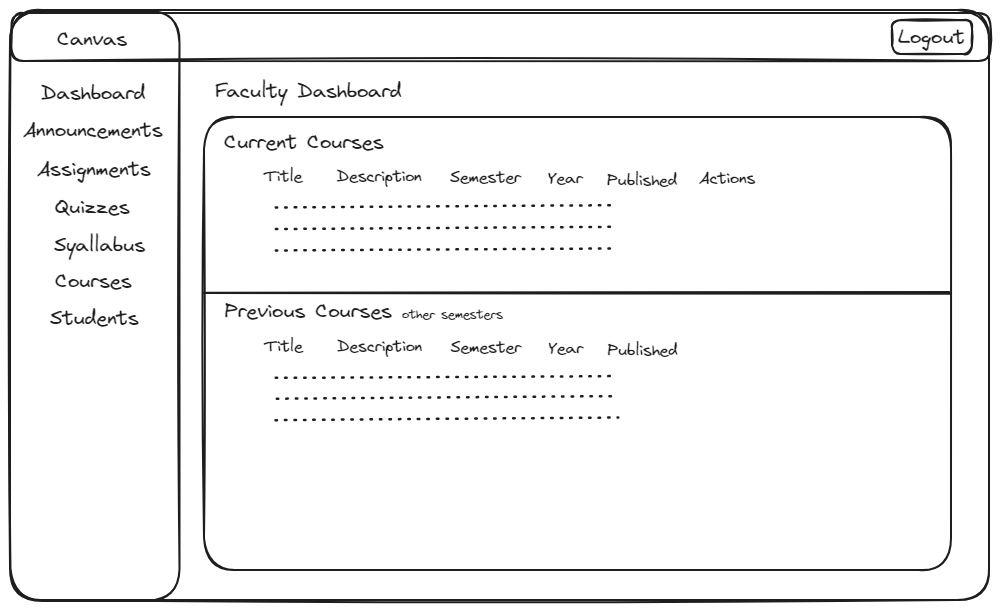 Canvas
Logout
Dashboard
Announcements
Assignments
Quizzes
Syallabus
Courses
Students
Faculty Dashboard
Current Courses
Title Description Semester Year Published Actions
Previous Courses other semesters
Title Description Semester Year Published